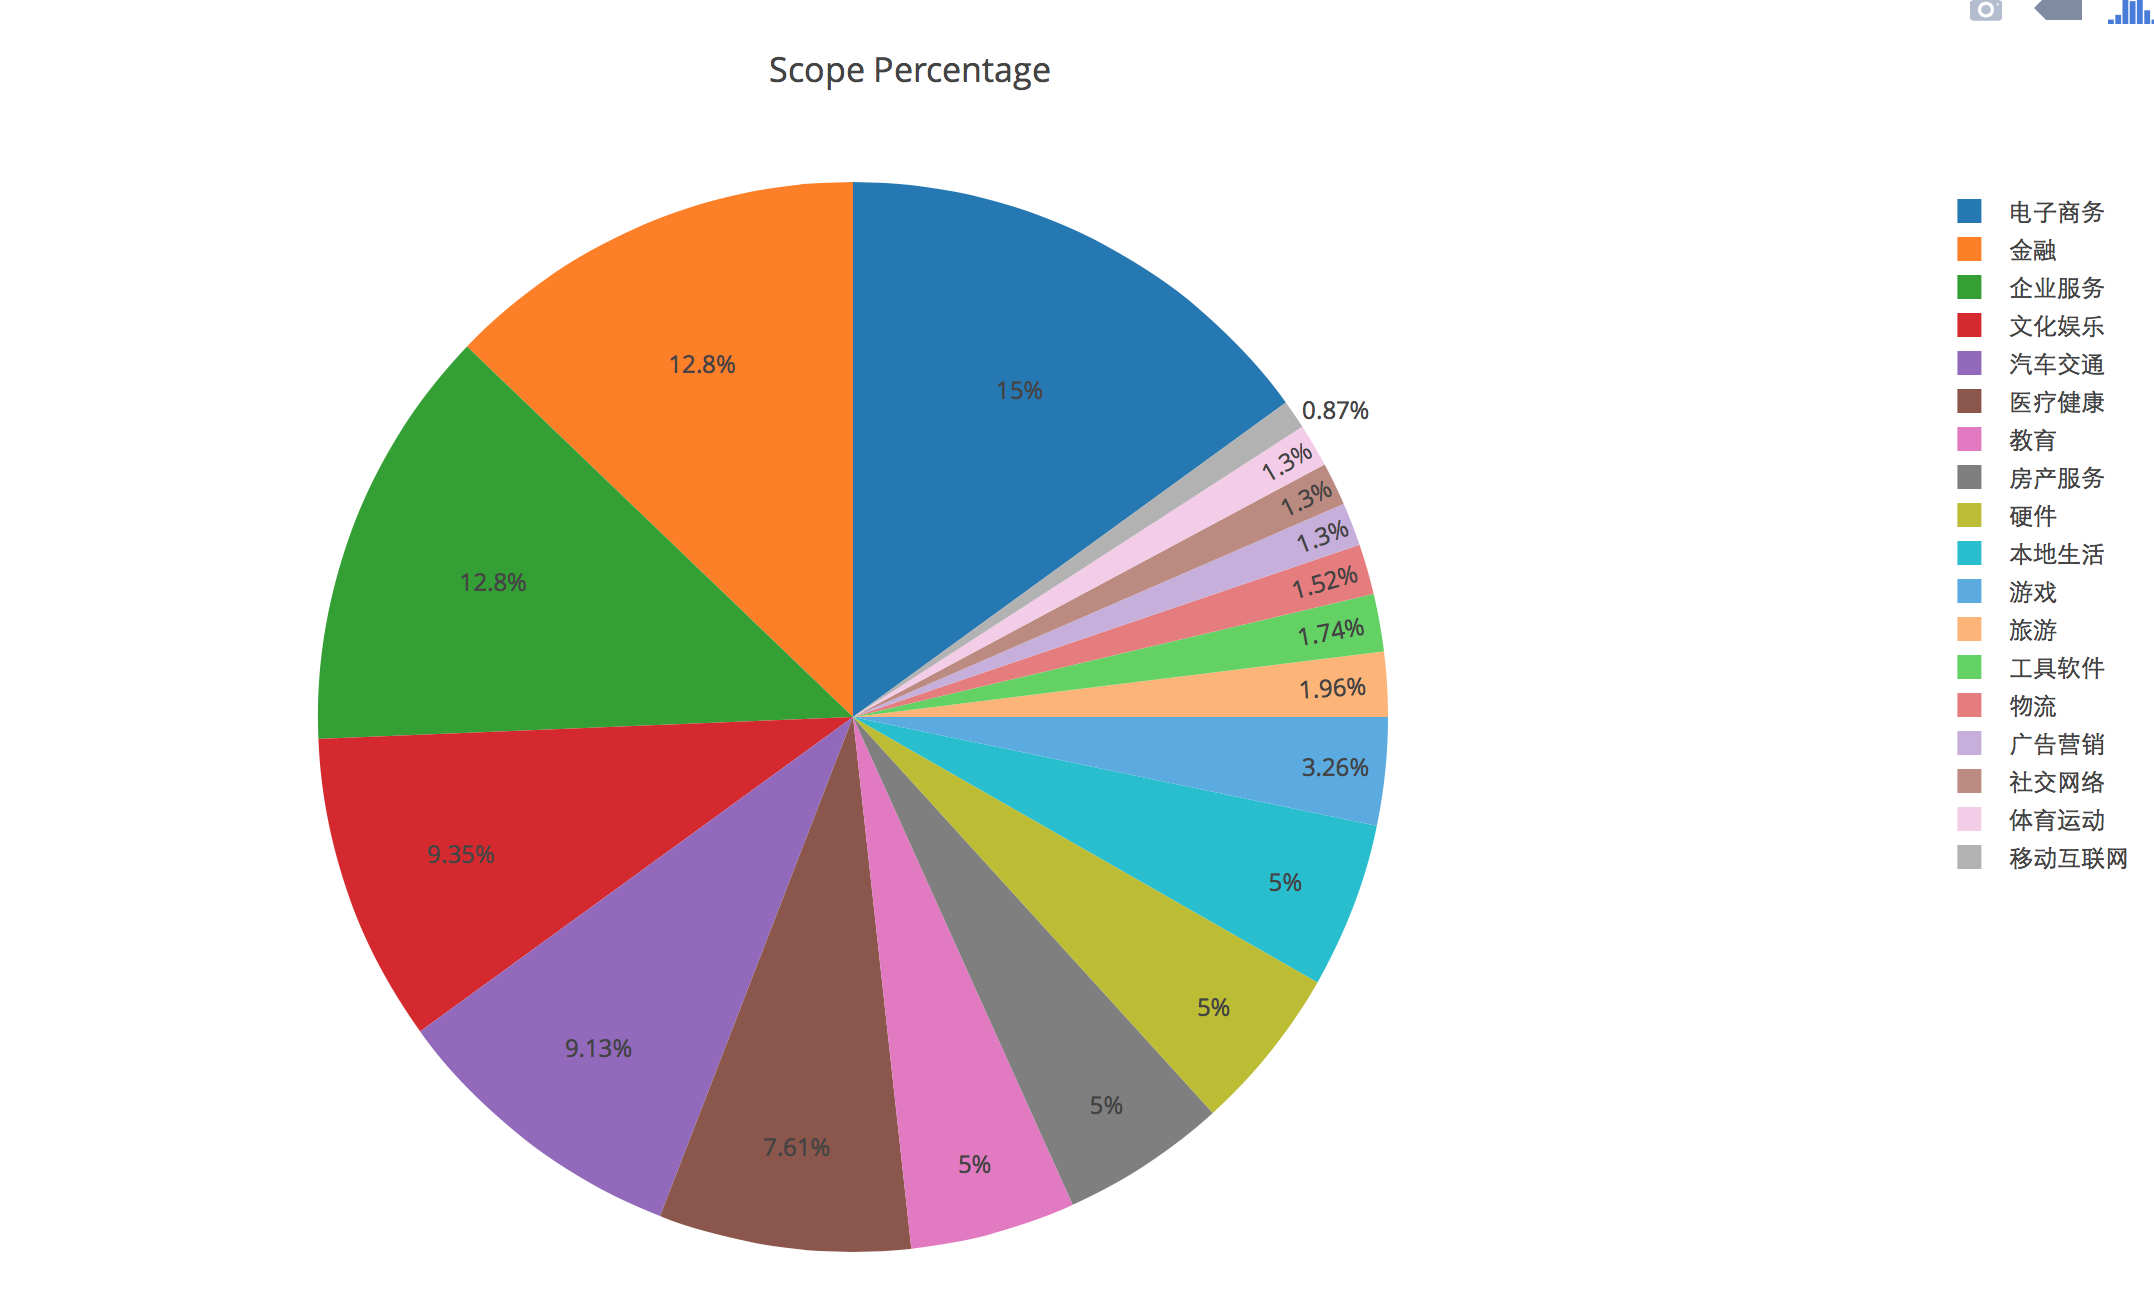 Scope Percentage
12.8%
15%
0.87%
1.3%
1.3%
1.3%
1.52%
1.74%
1.96%
12.8%
3.26%
9.35%
5%
5%
9.13%
5%
7.61%
5%
电子商务
金融
企业服务
文化娱乐
汽车交通
医疗健康
教育
房产服务
硬件
本地生活
游戏
旅游
工具软件
物流
广告营销
社交网络
体育运动
移动互联网